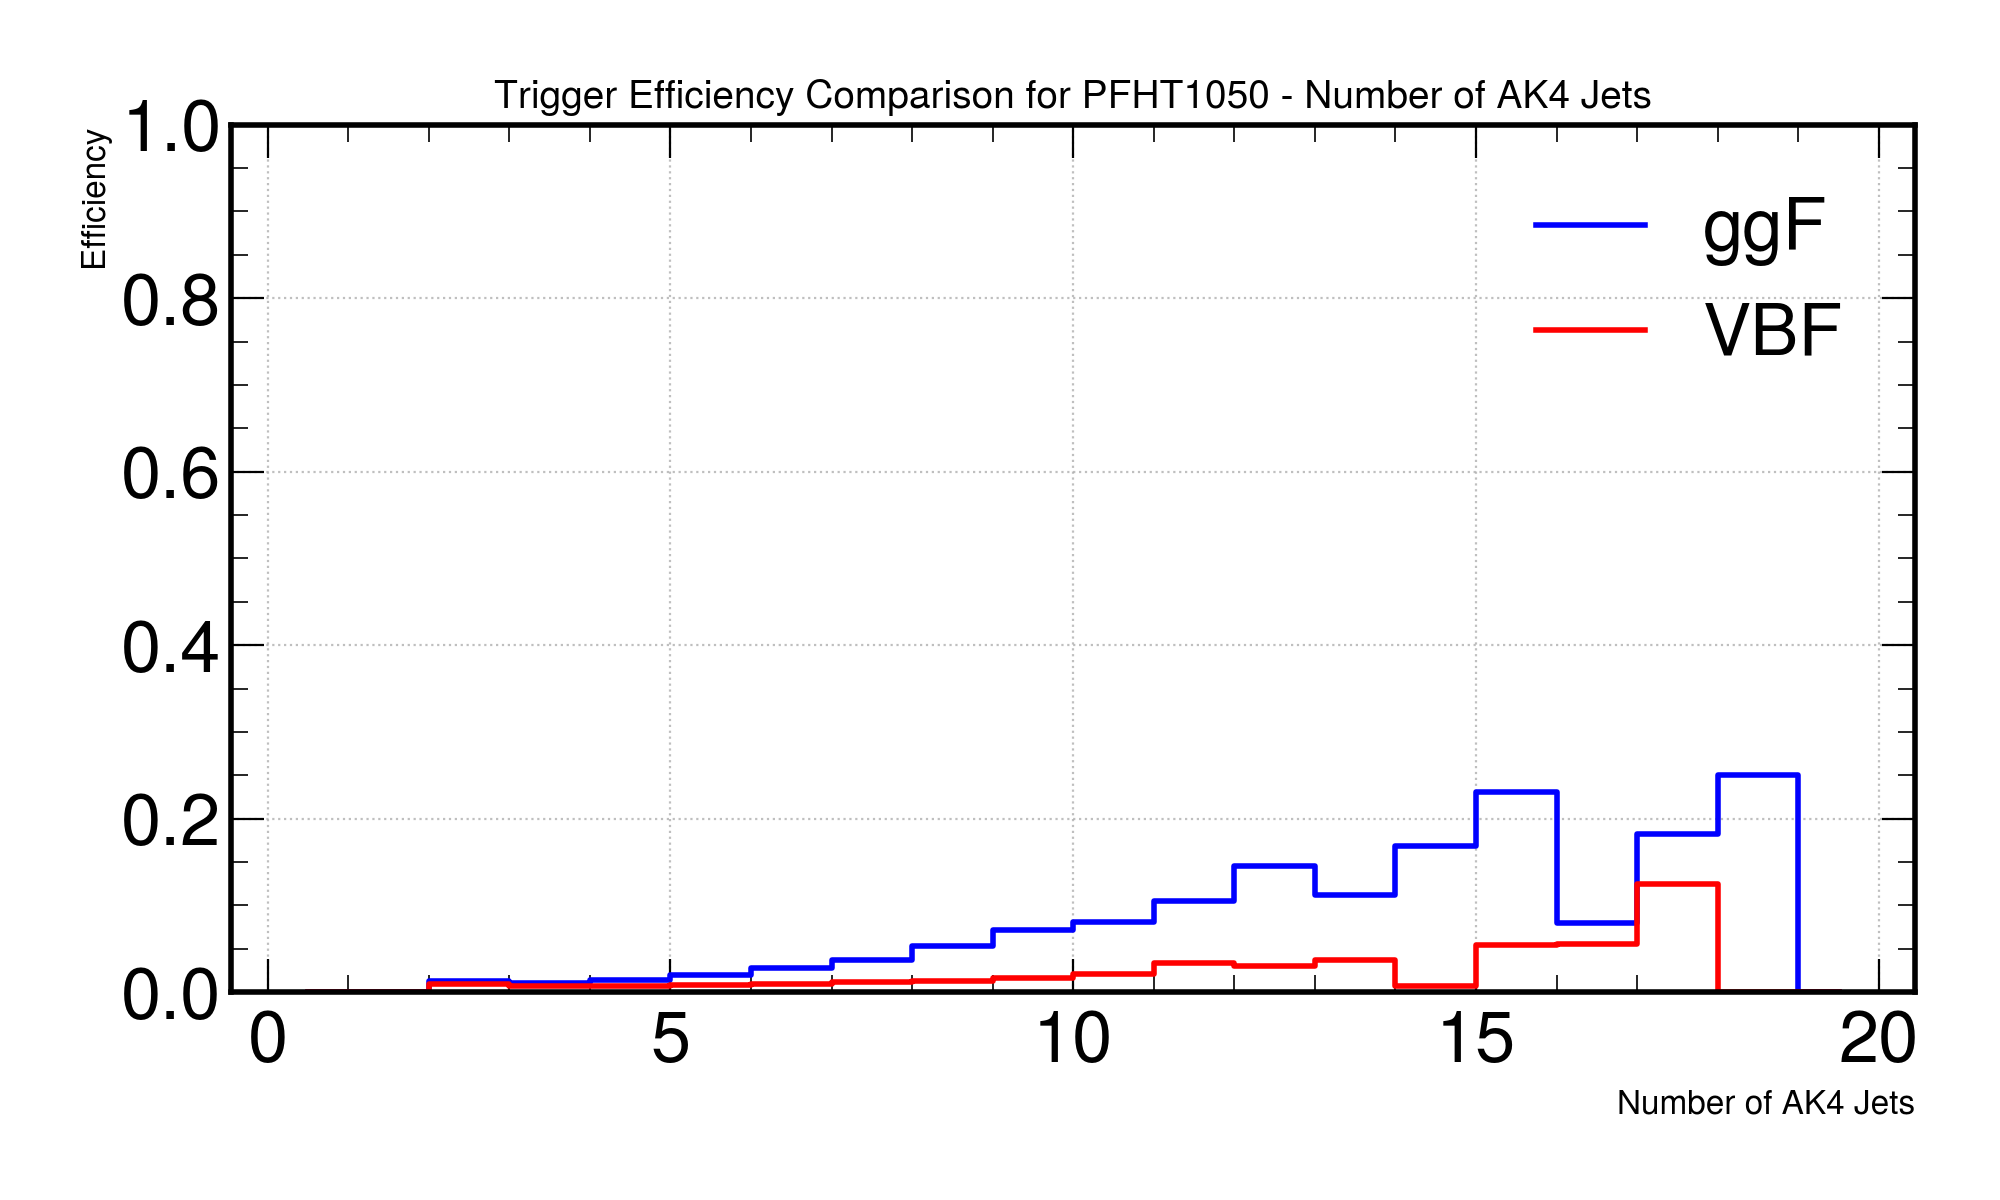 Trigger Efficiency Comparison for PFHT1050 - Number of AK4 Jets
Efficiency
1.0
0.8
0.6
0.4
0.2
0.0
ggF
VBF
0 5 10 15 20
Number of AK4 Jets